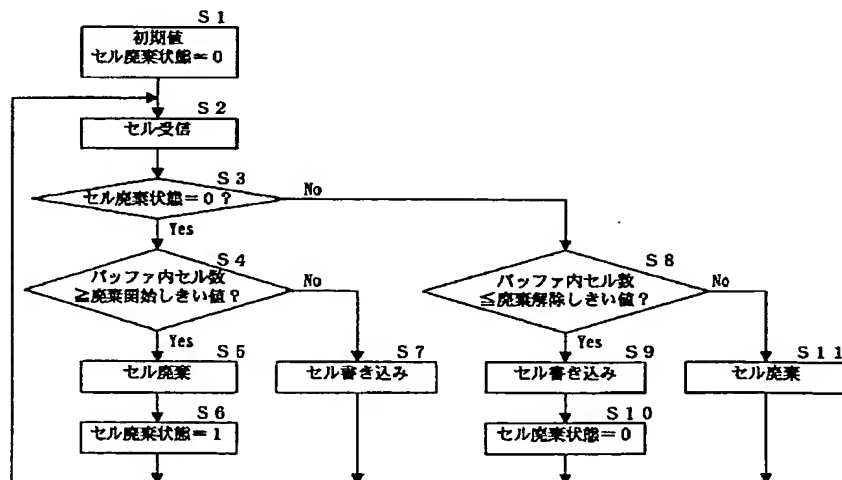 S1
初期値
セル廃棄状態=0
S2
セル受信
S3
セル廃棄状態=0?
No
Yes
S4
バッファ内セル数
≧廃棄開始しきい値?
No
Yes
S8
バッファ内セル数
≦廃棄解除しきい値?
No
Yes
S5
セル廃棄
S7
セル書き込み
S9
セル書き込み
S11
セル廃棄
S6
セル廃棄状態=1
S10
セル廃棄状態=0